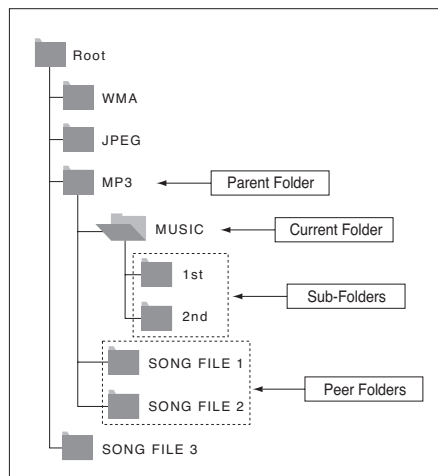 Root
WMA
JPEG
MP3
Parent Folder
MUSIC
Current Folder
1st
Sub-Folders
2nd
SONG FILE 1
Peer Folders
SONG FILE 2
SONG FILE 3